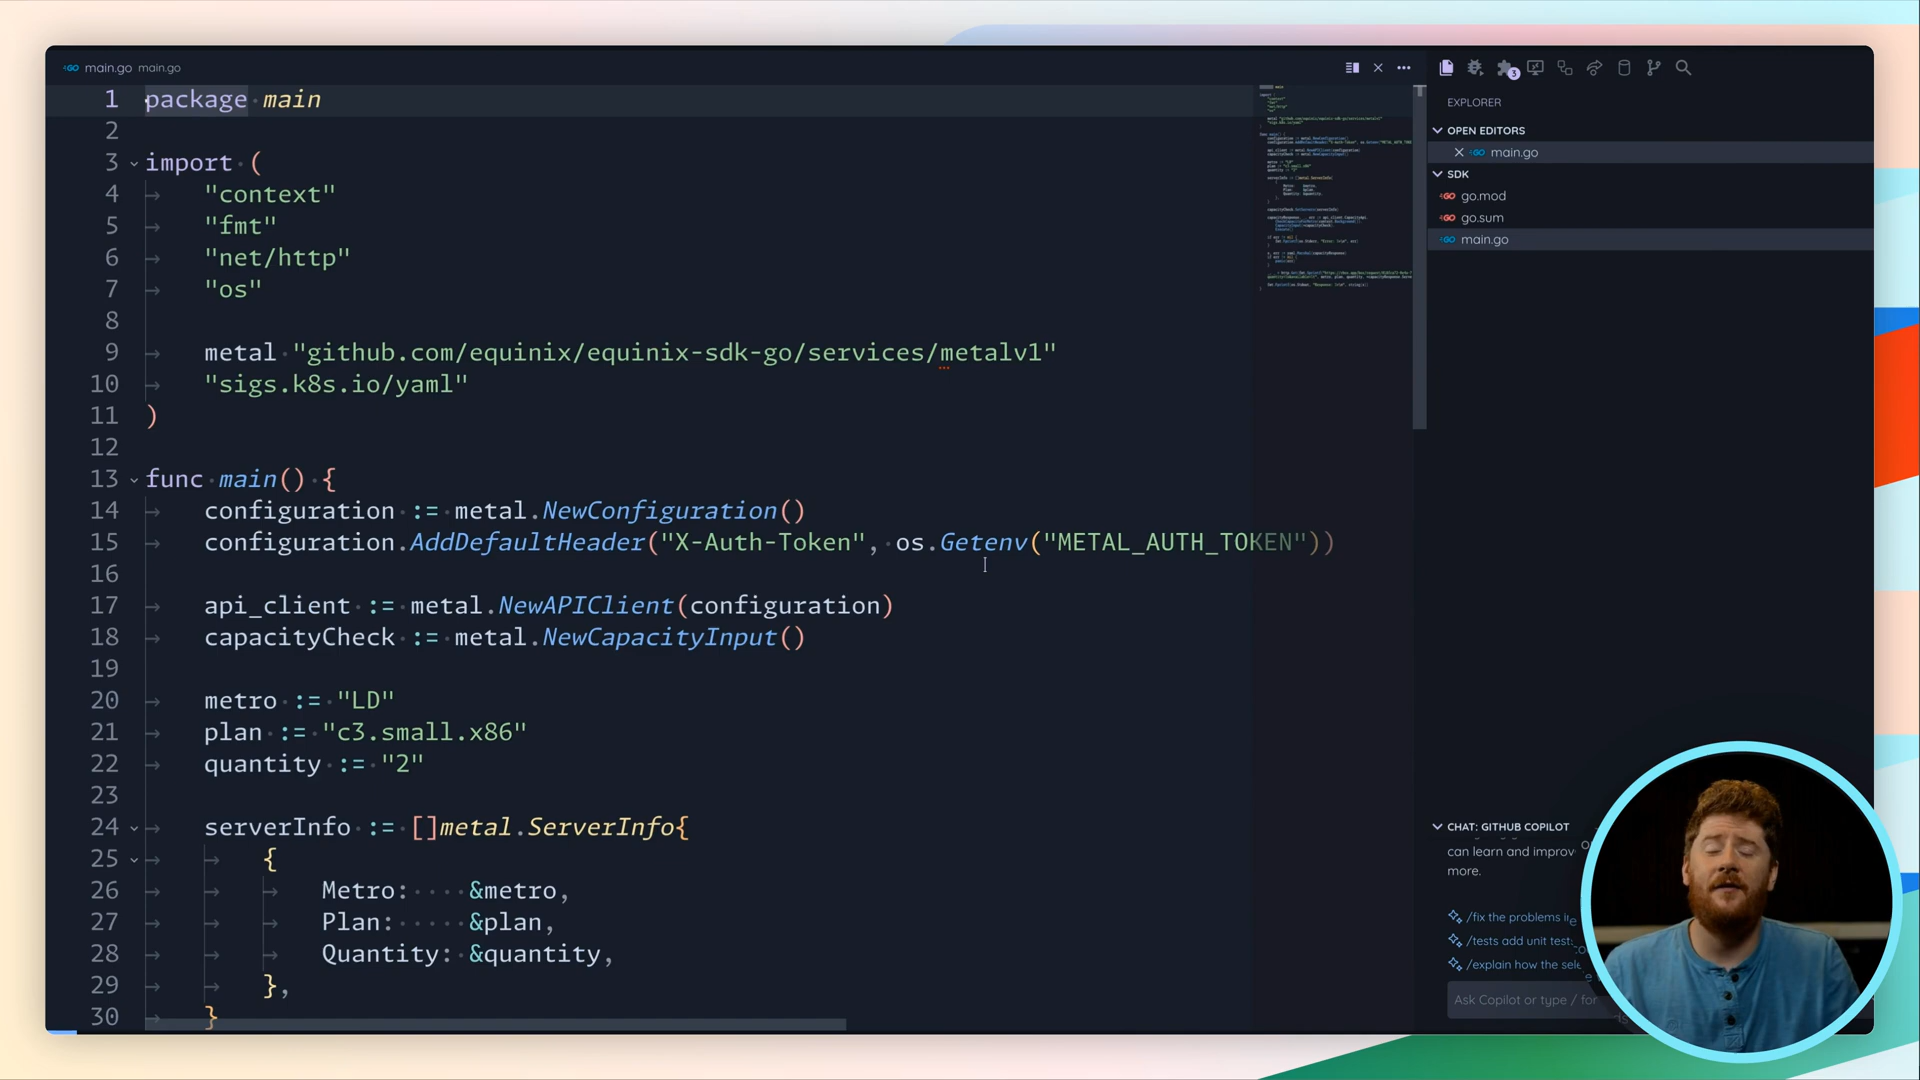 main.go main.go
1 package main
2
3 import (
4 "context"
5 "fmt"
6 "net/http"
7 "os"
8
9 metal "github.com/equinix/equinix-sdk-go/services/metalv1"
10 "sigs.k8s.io/yaml"
11 )
12
13 func main() {
14 configuration := metal.NewConfiguration()
15 configuration.AddDefaultHeader("X-Auth-Token", os.Getenv("METAL_AUTH_TOKEN"))
16
17 api_client := metal.NewAPIClient(configuration)
18 capacityCheck := metal.NewCapacityInput()
19
20 metro := "LD"
21 plan := "c3.small.x86"
22 quantity := "2"
23
24 serverInfo := []metal.ServerInfo{
25 {
26 Metro: &metro,
27 Plan: &plan,
28 Quantity: &quantity,
29 },
30 }
3
EXPLORER
OPEN EDITORS
main.go
SDK
go.mod
go.sum
main.go
CHAT: GITHUB COPILOT
can learn and improv
more.
/fix the problems i
/tests add unit test
/explain how the sele
Ask Copilot or type / for